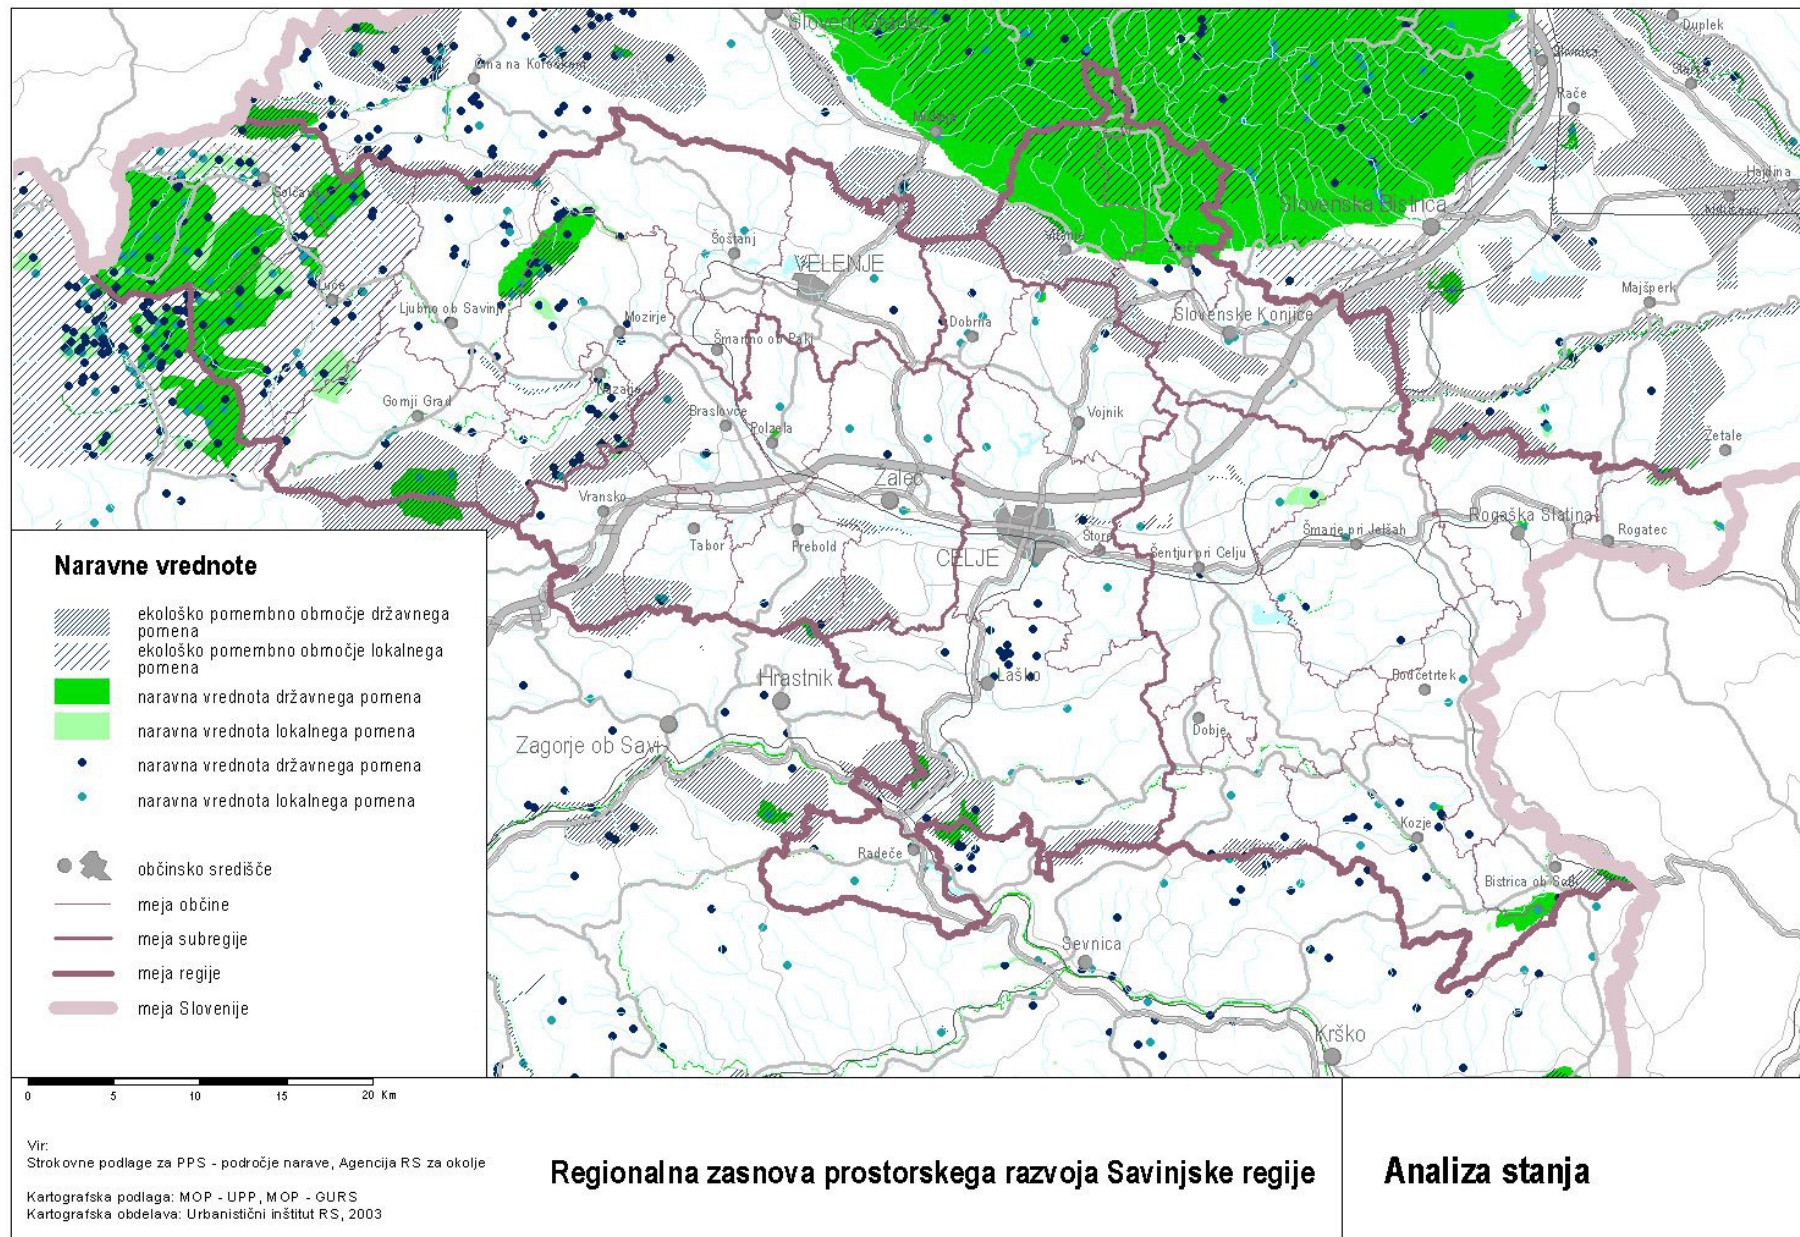 Slovenj Gradec
Duplek
Slivnica
Črna na Koroškem
Starše
Rače
Mislinja
Hajdina
Solčava
Slovenska Bistrica
Šoštanj
Vitanje
Zreče
VELENJE
Luče
Majšperk
Ljubno ob Savinji
Mozirje
Dobrna
Slovenske Konjice
Šmartno ob Paki
Nazarje
Gornji Grad
Braslovče
Vojnik
Polzela
Žetale
Žalec
Vransko
Rogaška Slatina
Tabor
Prebold
Štore
Šmarje pri Jelšah
Rogatec
CELJE
Šentjur pri Celju
Naravne vrednote
ekološko pomembno območje državnega
pomena
ekološko pomembno območje lokalnega
pomena
naravna vrednota državnega pomena
naravna vrednota lokalnega pomena
naravna vrednota državnega pomena
naravna vrednota lokalnega pomena
občinsko središče
meja občine
meja subregije
meja regije
meja Slovenije
Hrastnik
Laško
Podčetrtek
Zagorje ob Savi
Dobje
Kozje
Radeče
Bistrica ob Sotli
Sevnica
Krško
0 5 10 15 20 Km
Vir:
Strokovne podlage za PPS - področje narave, Agencija RS za okolje
Kartografska podlaga: MOP - UPP, MOP - GURS
Kartografska obdelava: Urbanistični inštitut RS, 2003
Regionalna zasnova prostorskega razvoja Savinjske regije
Analiza stanja